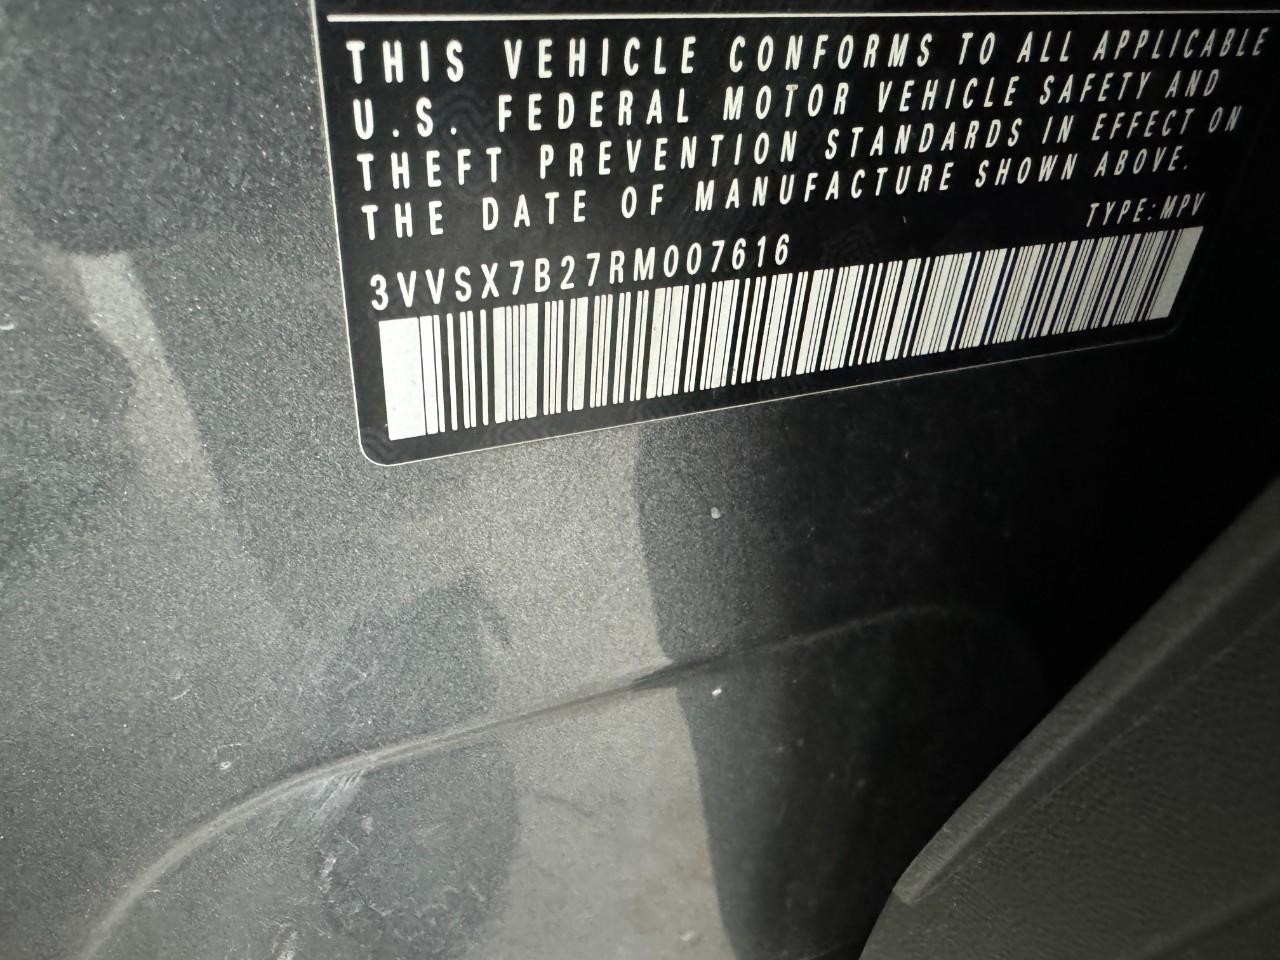 THIS VEHICLE CONFORMS TO ALL APPLICABLE
U.S. FEDERAL MOTOR VEHICLE SAFETY AND
THEFT PREVENTION STANDARDS IN EFFECT ON
THE DATE OF MANUFACTURE SHOWN ABOVE.
TYPE:MPV
3VVSX7B27RM007616